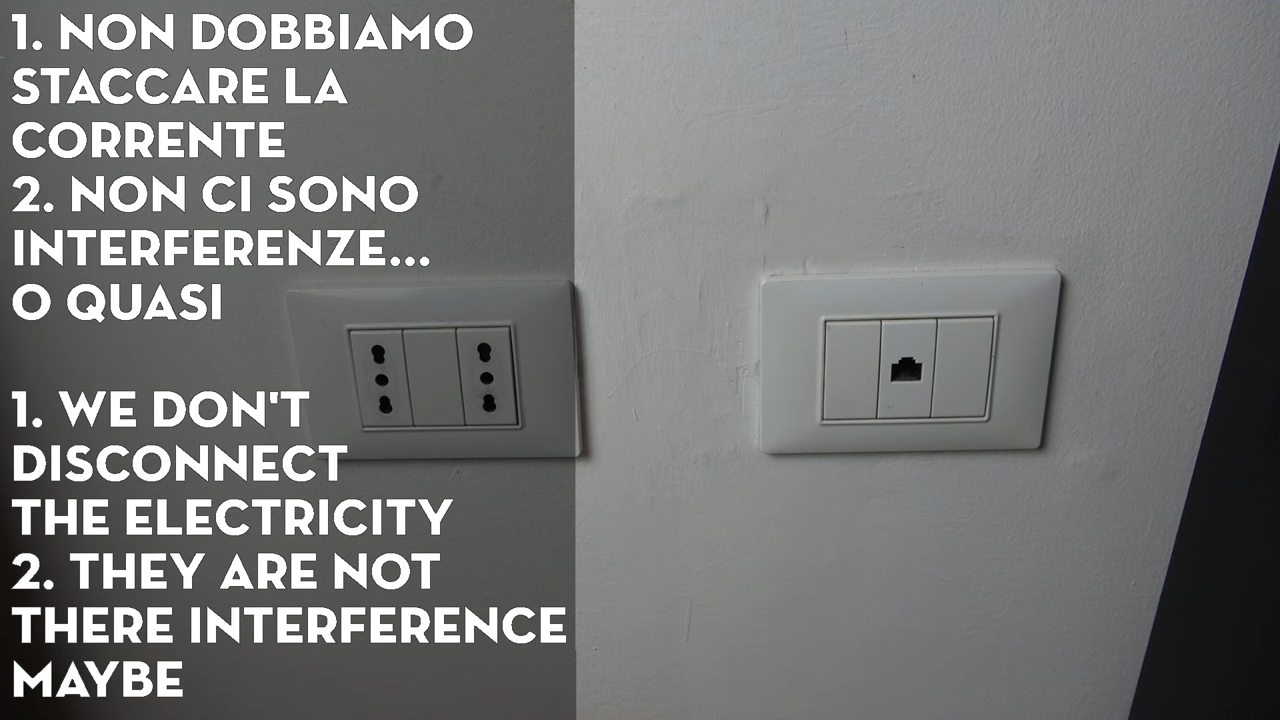 1. NON DOBBIAMO
STACCARE LA
CORRENTE
2. NON CI SONO
INTERFERENZE...
O QUASI
1. WE DON'T
DISCONNECT
THE ELECTRICITY
2. THEY ARE NOT
THERE INTERFERENCE
MAYBE